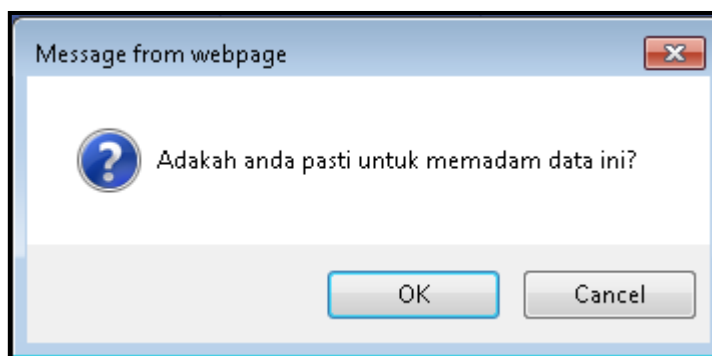 Message from webpage
Adakah anda pasti untuk memadam data ini?
OK
Cancel